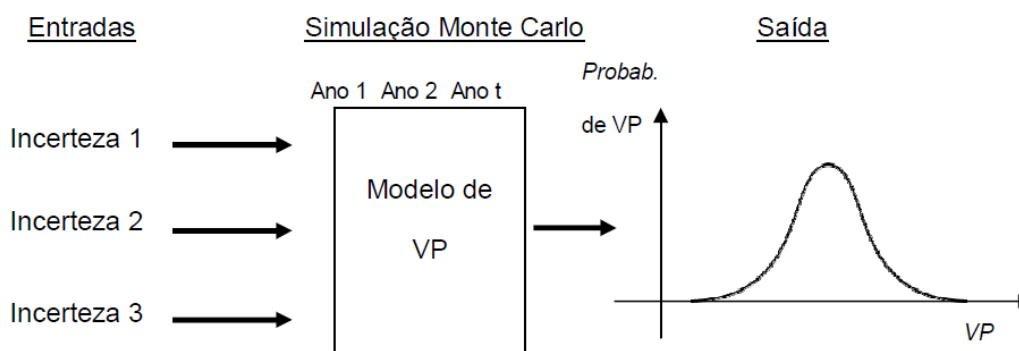 Entradas
Simulação Monte Carlo
Saída
Probab.
de VP
Ano 1 Ano 2 Ano t
Incerteza 1
Incerteza 2
Incerteza 3
Modelo de
VP
VP